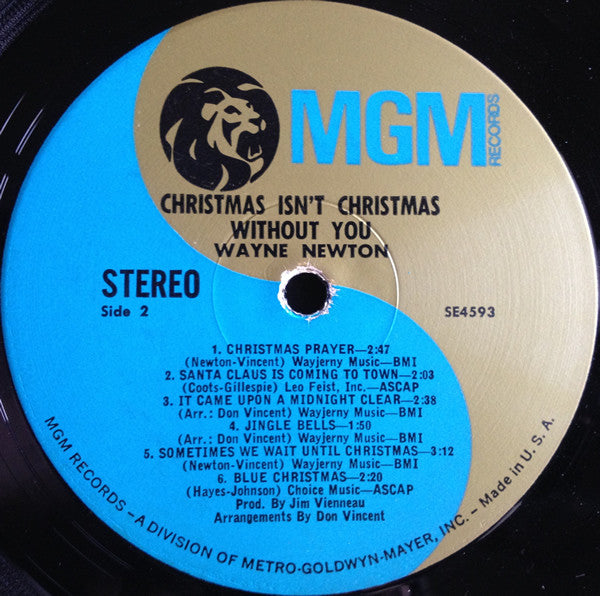 MGM
RECORDS
CHRISTMAS ISN'T CHRISTMAS
WITHOUT YOU
WAYNE NEWTON
STEREO
Side 2
SE4593
1. CHRISTMAS PRAYER—2:47
(Newton-Vincent) Wayjerny Music—BMI
2. SANTA CLAUS IS COMING TO TOWN—2:03
(Coots-Gillespie) Leo Feist, Inc.—ASCAP
3. IT CAME UPON A MIDNIGHT CLEAR—2:38
(Arr.: Don Vincent) Wayjerny Music—BMI
4. JINGLE BELLS—1:50
(Arr.: Don Vincent) Wayjerny Music—BMI
5. SOMETIMES WE WAIT UNTIL CHRISTMAS—3:12
(Newton-Vincent) Wayjerny Music—BMI
6. BLUE CHRISTMAS—2:20
(Hayes-Johnson) Choice Music—ASCAP
Prod. By Jim Vienneau
Arrangements By Don Vincent
MGM RECORDS – A DIVISION OF METRO-GOLDWYN-MAYER, INC. – Made in U. S. A.